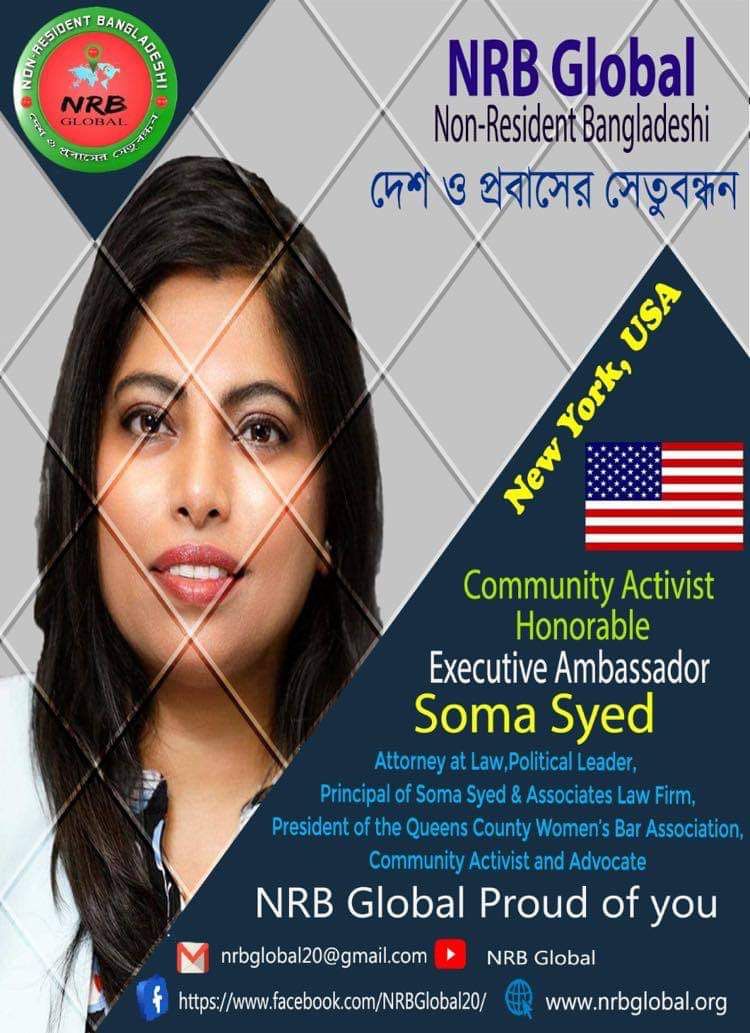 NON-RESIDENT BANGLADESHI
NRB
GLOBAL
দেশ ও প্রবাসের সেতুবন্ধন
NRB Global
Non-Resident Bangladeshi
দেশ ও প্রবাসের সেতুবন্ধন
New York, USA
Community Activist
Honorable
Executive Ambassador
Soma Syed
Attorney at Law,Political Leader,
Principal of Soma Syed & Associates Law Firm,
President of the Queens County Women's Bar Association,
Community Activist and Advocate
NRB Global Proud of you
nrbglobal20@gmail.com NRB Global
https://www.facebook.com/NRBGlobal20/ www.nrbglobal.org